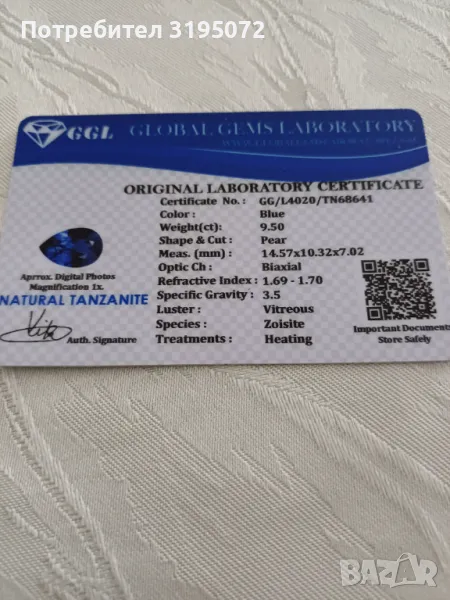 Потребител 3195072
GGL GLOBAL GEMS LABORATORY
ORIGINAL LABORATORY CERTIFICATE
Certificate No. : GG/L4020/TN68641
Color : Blue
Weight(ct) : 9.50
Shape & Cut : Pear
Meas. (mm) : 14.57x10.32x7.02
Optic Ch : Biaxial
Refractive Index : 1.69 - 1.70
Specific Gravity : 3.5
Luster : Vitreous
Species : Zoisite
Treatments : Heating
Aprrox. Digital Photos
Magnification 1x.
NATURAL TANZANITE
Auth. Signature
Important Documents
Store Safely
BAZAR